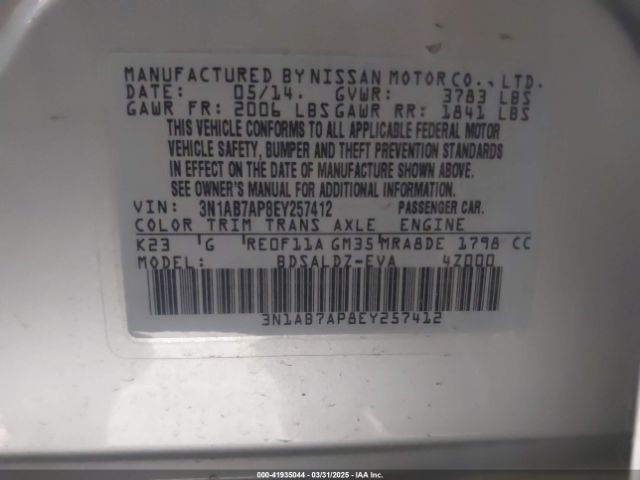 MANUFACTURED BY NISSAN MOTOR CO., LTD.
DATE: 05/14. GVWR: 3783 LBS
GAWR FR: 2006 LBS GAWR RR: 1841 LBS
THIS VEHICLE CONFORMS TO ALL APPLICABLE FEDERAL MOTOR
VEHICLE SAFETY, BUMPER AND THEFT PREVENTION STANDARDS
IN EFFECT ON THE DATE OF MANUFACTURE SHOWN ABOVE.
SEE OWNER'S MANUAL FOR ADDITIONAL INFORMATION.
VIN: 3N1AB7AP8EY257412 PASSENGER CAR.
COLOR TRIM TRANS AXLE ENGINE
K23 G RE0F11A GM35 MRA8DE 1798 CC
MODEL: BDSALDZ-EVA 4Z000
3N1AB7AP8EY257412
000-41935044 | 03/31/2025 | IAA Inc.